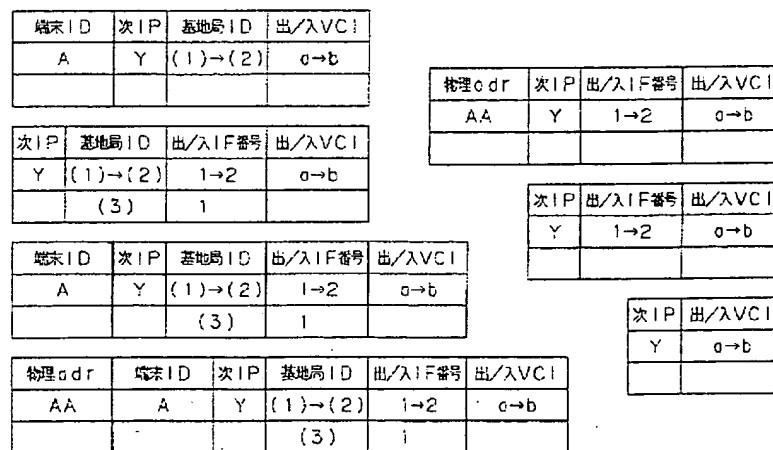 端末ID 次IP 基地局ID 出/入VCI
A Y (1)→(2) a→b
次IP 基地局ID 出/入IF番号 出/入VCI
Y (1)→(2) 1→2 a→b
(3) 1
端末ID 次IP 基地局ID 出/入IF番号 出/入VCI
A Y (1)→(2) 1→2 a→b
(3) 1
物理adr 端末ID 次IP 基地局ID 出/入IF番号 出/入VCI
AA A Y (1)→(2) 1→2 a→b
(3) 1
物理adr 次IP 出/入IF番号 出/入VCI
AA Y 1→2 a→b
次IP 出/入IF番号 出/入VCI
Y 1→2 a→b
次IP 出/入VCI
Y a→b